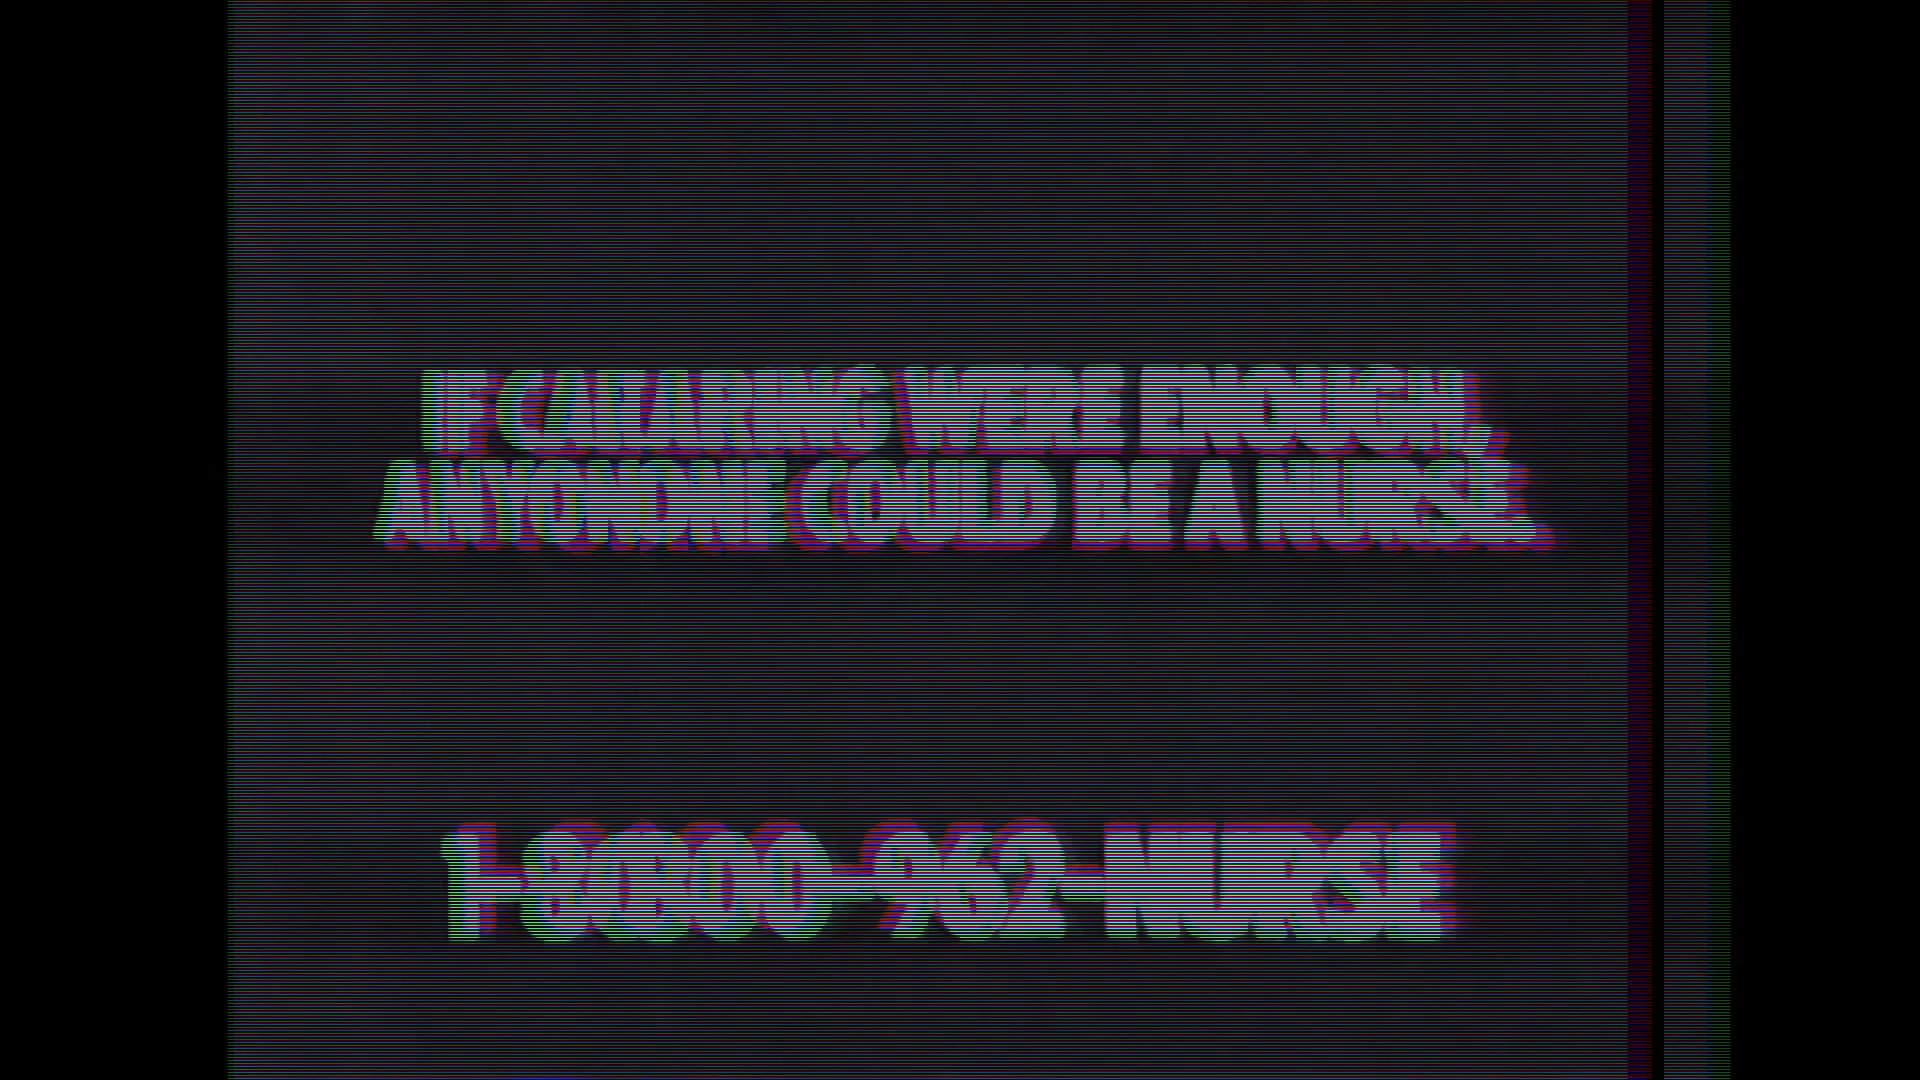 IF CARING WERE ENOUGH,
ANYONE COULD BE A NURSE.
1-800-962-NURSE